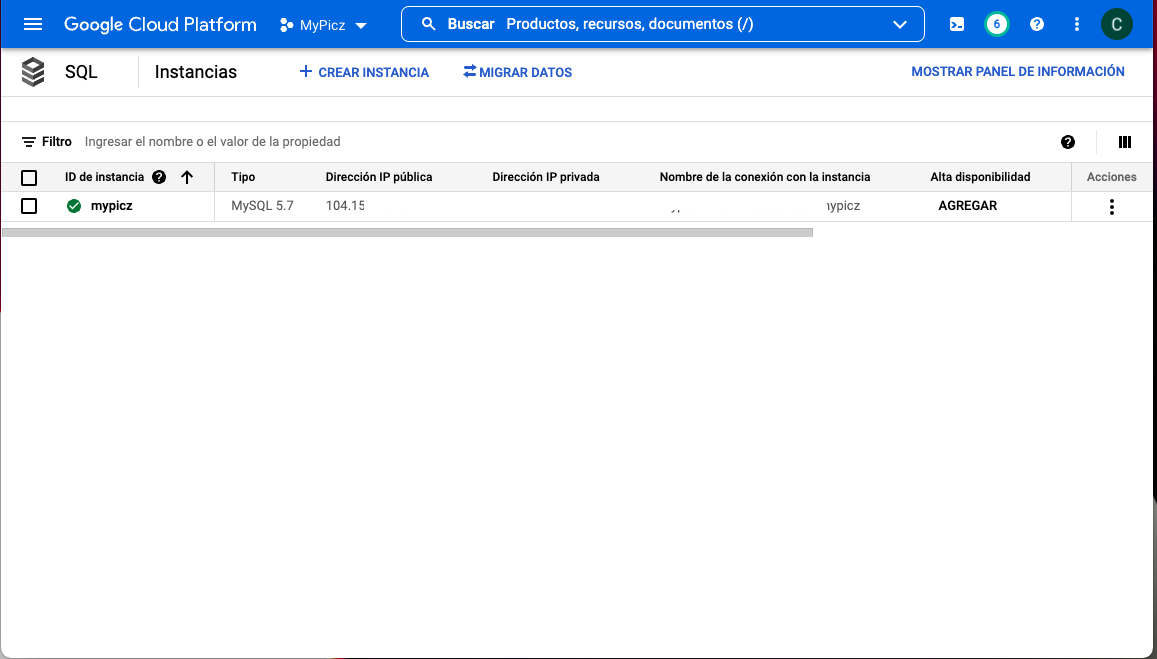 Google Cloud Platform MyPicz Buscar Productos, recursos, documentos (/) 6 C
SQL Instancias CREAR INSTANCIA MIGRAR DATOS MOSTRAR PANEL DE INFORMACIÓN
Filtro Ingresar el nombre o el valor de la propiedad
ID de instancia Tipo Dirección IP pública Dirección IP privada Nombre de la conexión con la instancia Alta disponibilidad Acciones
mypicz MySQL 5.7 104.15 ypicz AGREGAR